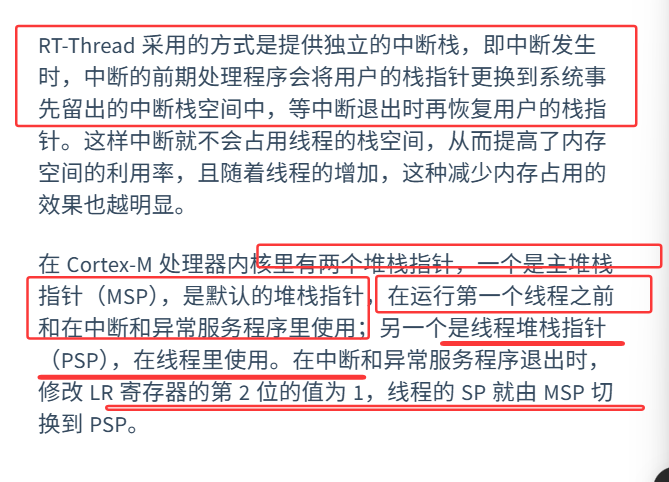 RT-Thread 采用的方式是提供独立的中断栈，即中断发生
时，中断的前期处理程序会将用户的栈指针更换到系统事
先留出的中断栈空间中，等中断退出时再恢复用户的栈指
针。这样中断就不会占用线程的栈空间，从而提高了内存
空间的利用率，且随着线程的增加，这种减少内存占用的
效果也越明显。
在 Cortex-M 处理器内核里有两个堆栈指针，一个是主堆栈
指针（MSP），是默认的堆栈指针，在运行第一个线程之前
和在中断和异常服务程序里使用；另一个是线程堆栈指针
（PSP），在线程里使用。在中断和异常服务程序退出时，
修改 LR 寄存器的第 2 位的值为 1，线程的 SP 就由 MSP 切
换到 PSP。